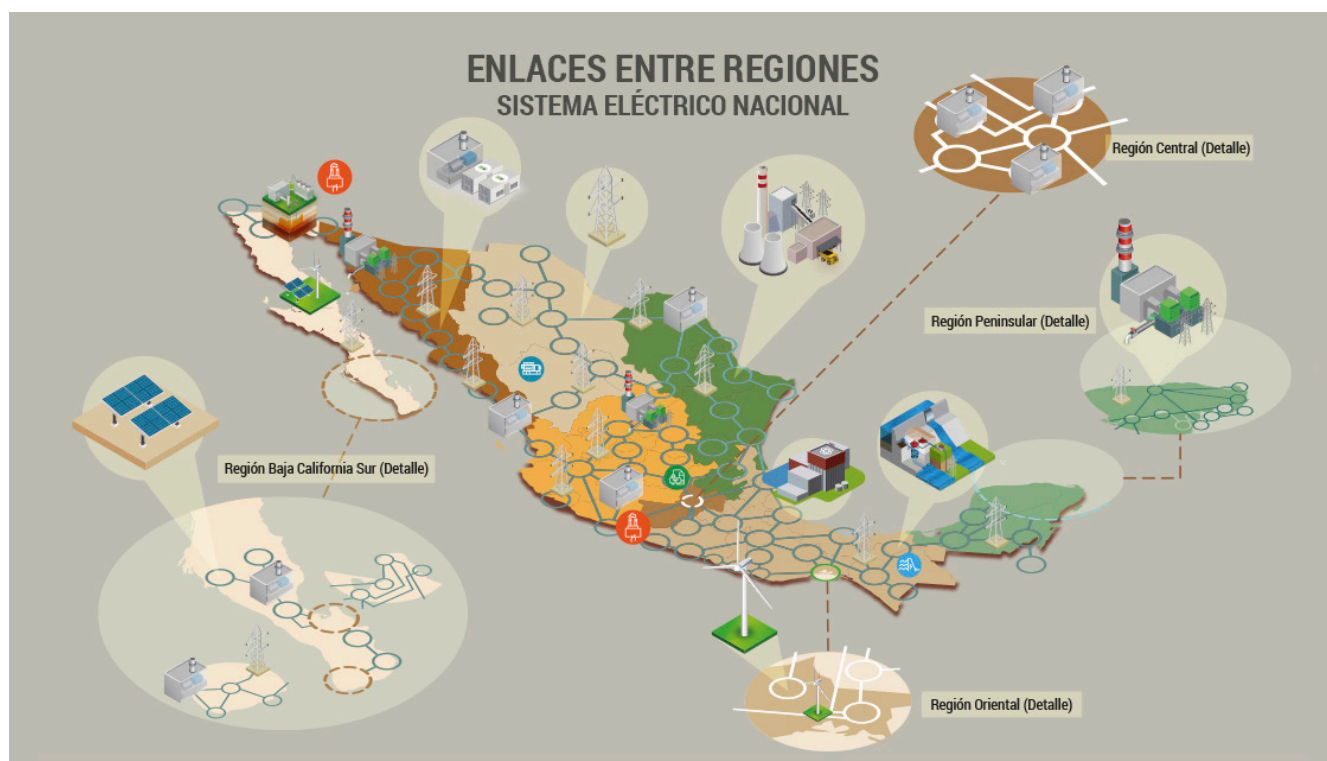 ENLACES ENTRE REGIONES
SISTEMA ELÉCTRICO NACIONAL
Región Central (Detalle)
Región Peninsular (Detalle)
Región Baja California Sur (Detalle)
Región Oriental (Detalle)